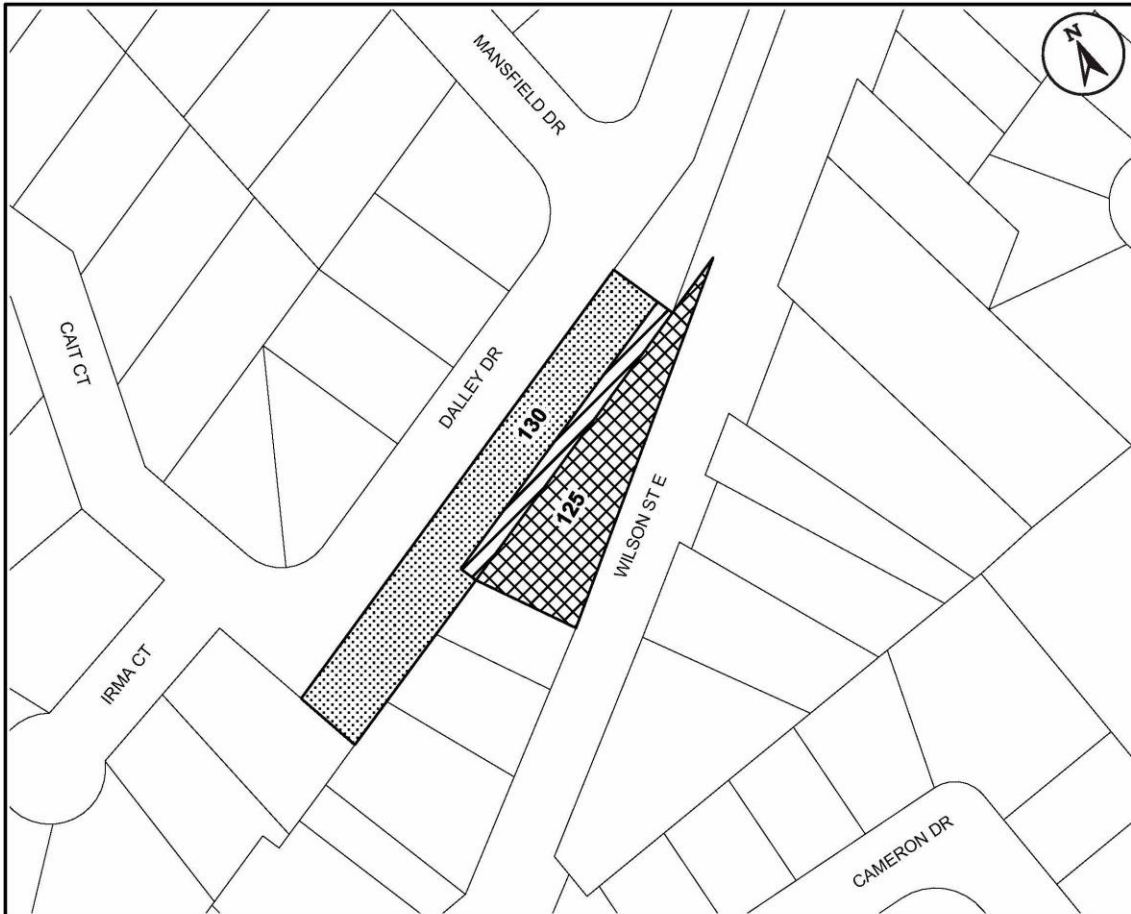 N
MANSFIELD DR
CAIT CT
DALLEY DR
130
125
WILSON ST E
IRMA CT
CAMERON DR